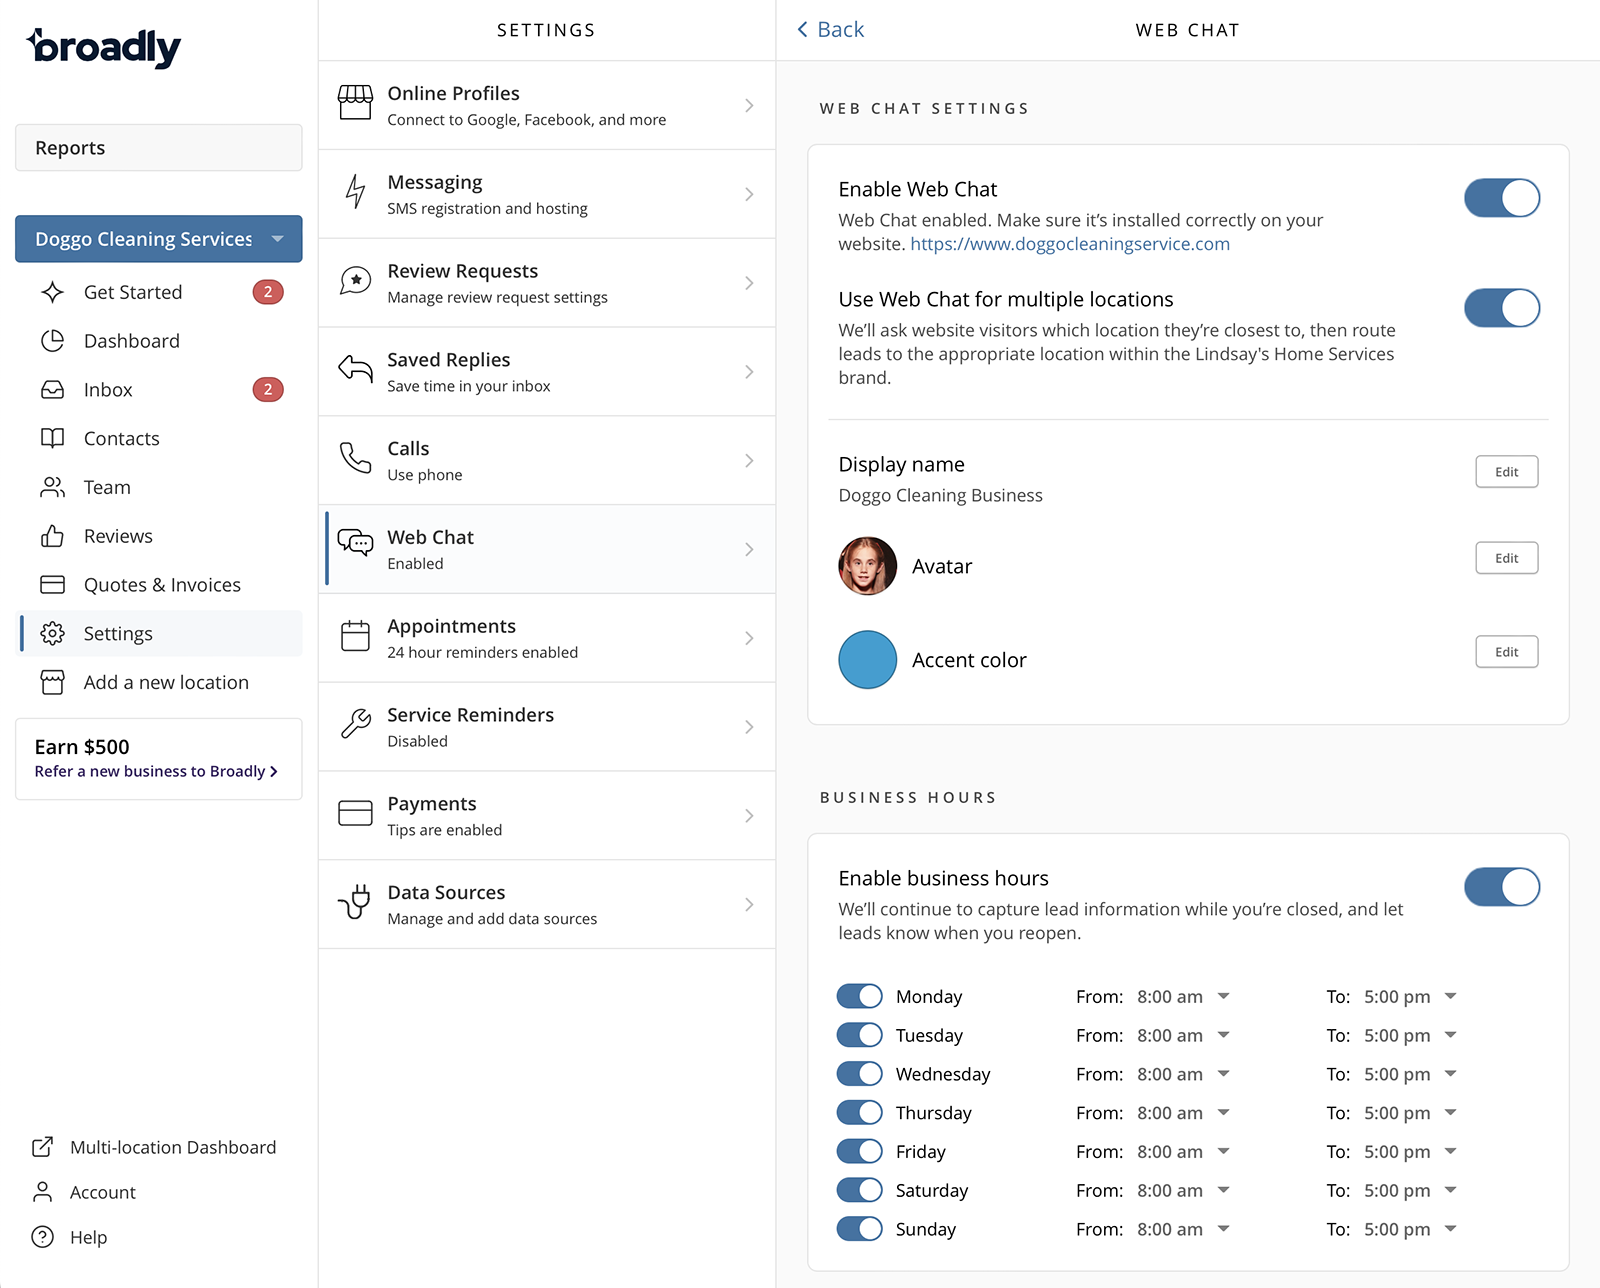 broadly
Reports
Doggo Cleaning Services
Get Started
2
Dashboard
Inbox
2
Contacts
Team
Reviews
Quotes & Invoices
Settings
Add a new location
Earn $500
Refer a new business to Broadly
Multi-location Dashboard
Account
Help
SETTINGS
Online Profiles
Connect to Google, Facebook, and more
Messaging
SMS registration and hosting
Review Requests
Manage review request settings
Saved Replies
Save time in your inbox
Calls
Use phone
Web Chat
Enabled
Appointments
24 hour reminders enabled
Service Reminders
Disabled
Payments
Tips are enabled
Data Sources
Manage and add data sources
Back
WEB CHAT
WEB CHAT SETTINGS
Enable Web Chat
Web Chat enabled. Make sure it’s installed correctly on your
website. https://www.doggocleaningservice.com
Use Web Chat for multiple locations
We’ll ask website visitors which location they’re closest to, then route
leads to the appropriate location within the Lindsay's Home Services
brand.
Display name
Doggo Cleaning Business
Edit
Avatar
Edit
Accent color
Edit
BUSINESS HOURS
Enable business hours
We’ll continue to capture lead information while you’re closed, and let
leads know when you reopen.
Monday From: 8:00 am To: 5:00 pm
Tuesday From: 8:00 am To: 5:00 pm
Wednesday From: 8:00 am To: 5:00 pm
Thursday From: 8:00 am To: 5:00 pm
Friday From: 8:00 am To: 5:00 pm
Saturday From: 8:00 am To: 5:00 pm
Sunday From: 8:00 am To: 5:00 pm